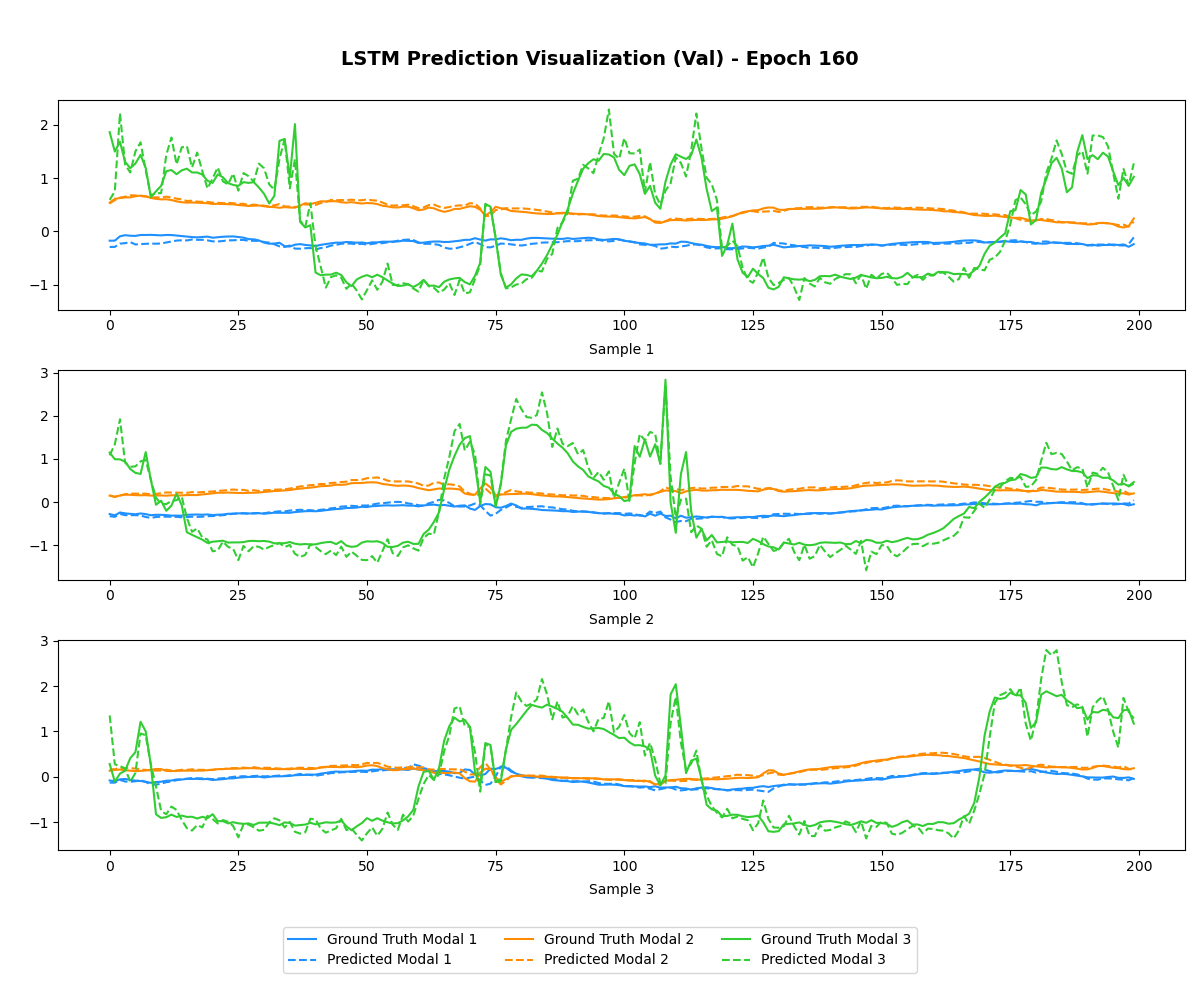 LSTM Prediction Visualization (Val) - Epoch 160
2
1
0
−1
0 25 50 75 100 125 150 175 200
Sample 1
3
2
1
0
−1
0 25 50 75 100 125 150 175 200
Sample 2
3
2
1
0
−1
0 25 50 75 100 125 150 175 200
Sample 3
Ground Truth Modal 1 Ground Truth Modal 2 Ground Truth Modal 3
Predicted Modal 1 Predicted Modal 2 Predicted Modal 3